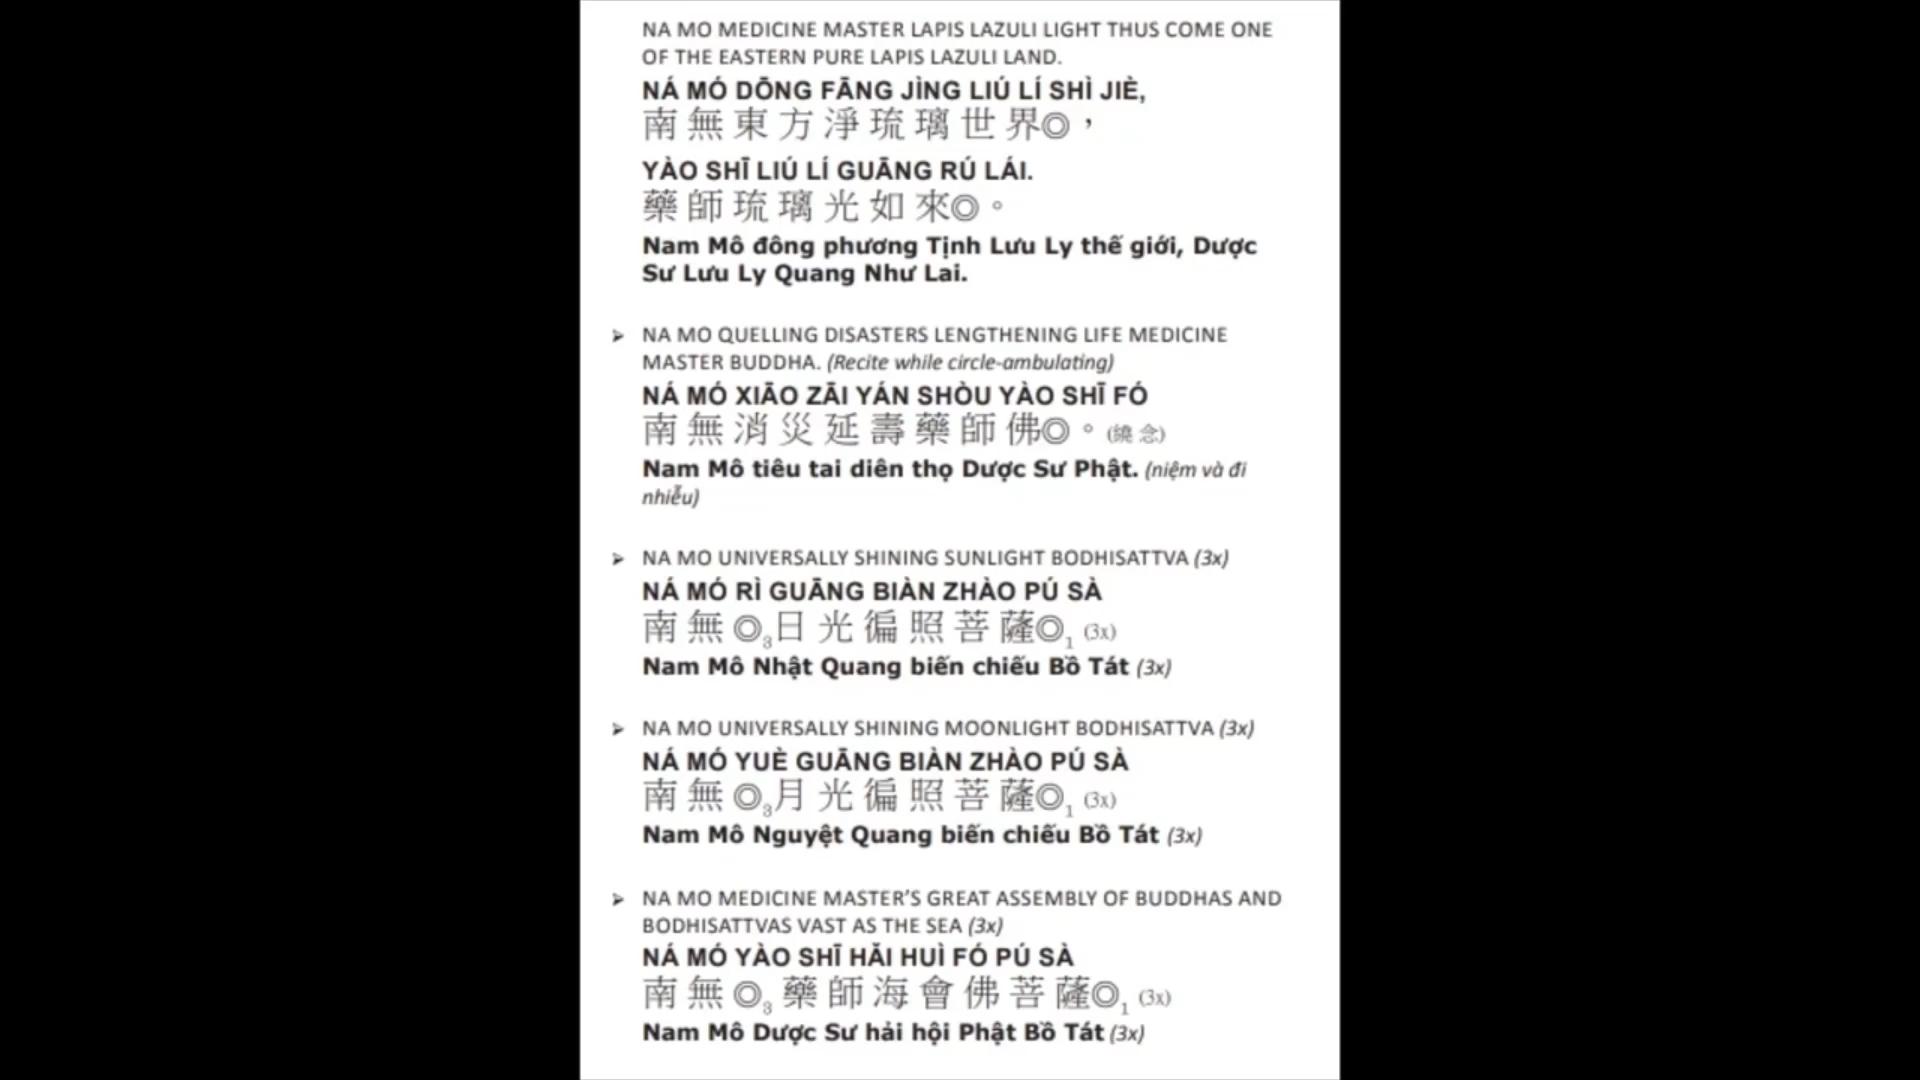 NA MO MEDICINE MASTER LAPIS LAZULI LIGHT THUS COME ONE
OF THE EASTERN PURE LAPIS LAZULI LAND.
NÁ MÓ DŌNG FĀNG JÌNG LIÚ LÍ SHÌ JIÈ,
南無東方淨琉璃世界◎，
YÀO SHĪ LIÚ LÍ GUĀNG RÚ LÁI.
藥師琉璃光如來◎。
Nam Mô đông phương Tịnh Lưu Ly thế giới, Dược
Sư Lưu Ly Quang Như Lai.
➢ NA MO QUELLING DISASTERS LENGTHENING LIFE MEDICINE
MASTER BUDDHA. (Recite while circle-ambulating)
NÁ MÓ XIĀO ZĀI YÁN SHÒU YÀO SHĪ FÓ
南無消災延壽藥師佛◎。(繞念)
Nam Mô tiêu tai diên thọ Dược Sư Phật. (niệm và đi
nhiễu)
➢ NA MO UNIVERSALLY SHINING SUNLIGHT BODHISATTVA (3x)
NÁ MÓ RÌ GUĀNG BIÀN ZHÀO PÚ SÀ
南無◎3日光徧照菩薩◎1 (3x)
Nam Mô Nhật Quang biến chiếu Bồ Tát (3x)
➢ NA MO UNIVERSALLY SHINING MOONLIGHT BODHISATTVA (3x)
NÁ MÓ YUÈ GUĀNG BIÀN ZHÀO PÚ SÀ
南無◎3月光徧照菩薩◎1 (3x)
Nam Mô Nguyệt Quang biến chiếu Bồ Tát (3x)
➢ NA MO MEDICINE MASTER’S GREAT ASSEMBLY OF BUDDHAS AND
BODHISATTVAS VAST AS THE SEA (3x)
NÁ MÓ YÀO SHĪ HǍI HUÌ FÓ PÚ SÀ
南無◎3藥師海會佛菩薩◎1 (3x)
Nam Mô Dược Sư hải hội Phật Bồ Tát (3x)